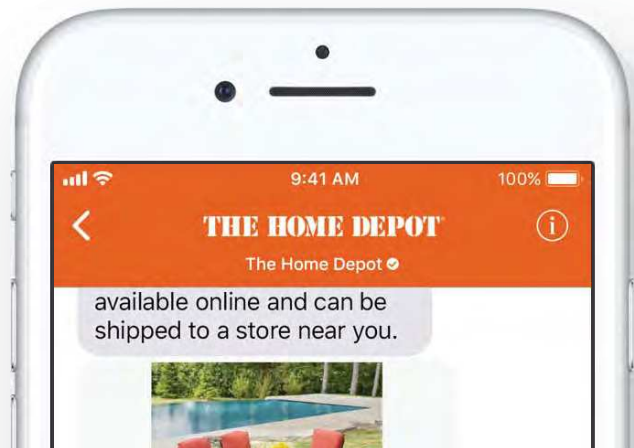 9:41 AM
100%
THE HOME DEPOT
The Home Depot
available online and can be
shipped to a store near you.